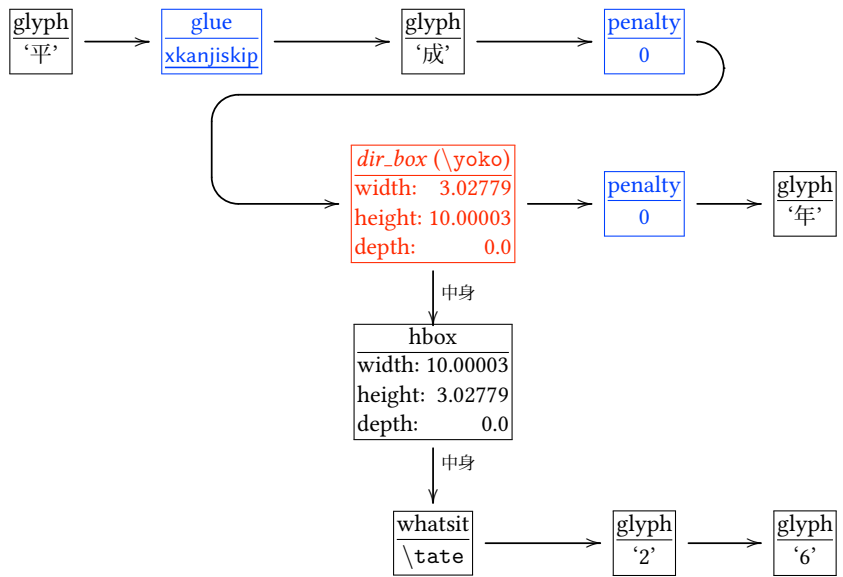 glyph
‘平’
glue
xkanjiskip
glyph
‘成’
penalty
0
dir_box (\yoko)
width: 3.02779
height: 10.00003
depth: 0.0
penalty
0
glyph
‘年’
中身
hbox
width: 10.00003
height: 3.02779
depth: 0.0
中身
whatsit
\tate
glyph
‘2’
glyph
‘6’